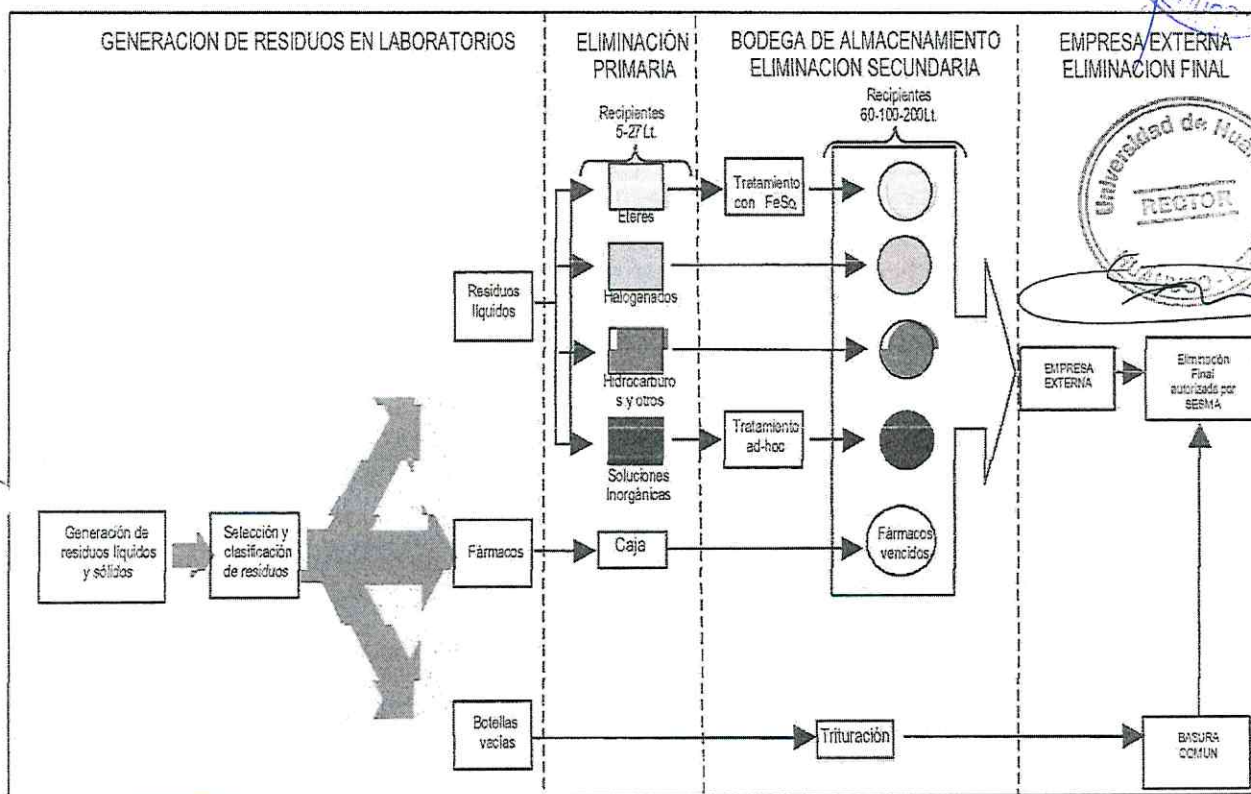 GENERACION DE RESIDUOS EN LABORATORIOS
ELIMINACIÓN
PRIMARIA
BODEGA DE ALMACENAMIENTO
ELIMINACION SECUNDARIA
EMPRESA EXTERNA
ELIMINACION FINAL
Recipientes
5-27 Lt.
Recipientes
60-100-200Lt.
Universidad de
RECTOR
Residuos
líquidos
Eteres
Tratamiento
con FeSo
Haloganados
Hidrocarburo
s y otros
Soluciones
Inorgánicas
Tratamiento
ad-hoc
EMPRESA
EXTERNA
Eliminación
Final
autorizada por
SESMA
Generación de
residuos líquidos
y sólidos
Selección y
clasificación
de residuos
Fármacos
Caja
Fármacos
vencidos
Botellas
vacías
Trituración
BASURA
COMUN